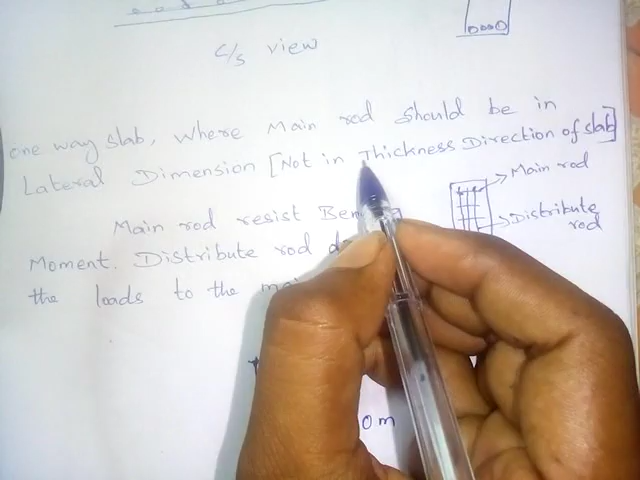 C/s view
one way slab, where Main rod should be in
Lateral Dimension [Not in Thickness Direction of slab]
Main rod
Main rod resist
Distribute
rod
Moment. Distribute rod
the loads to the